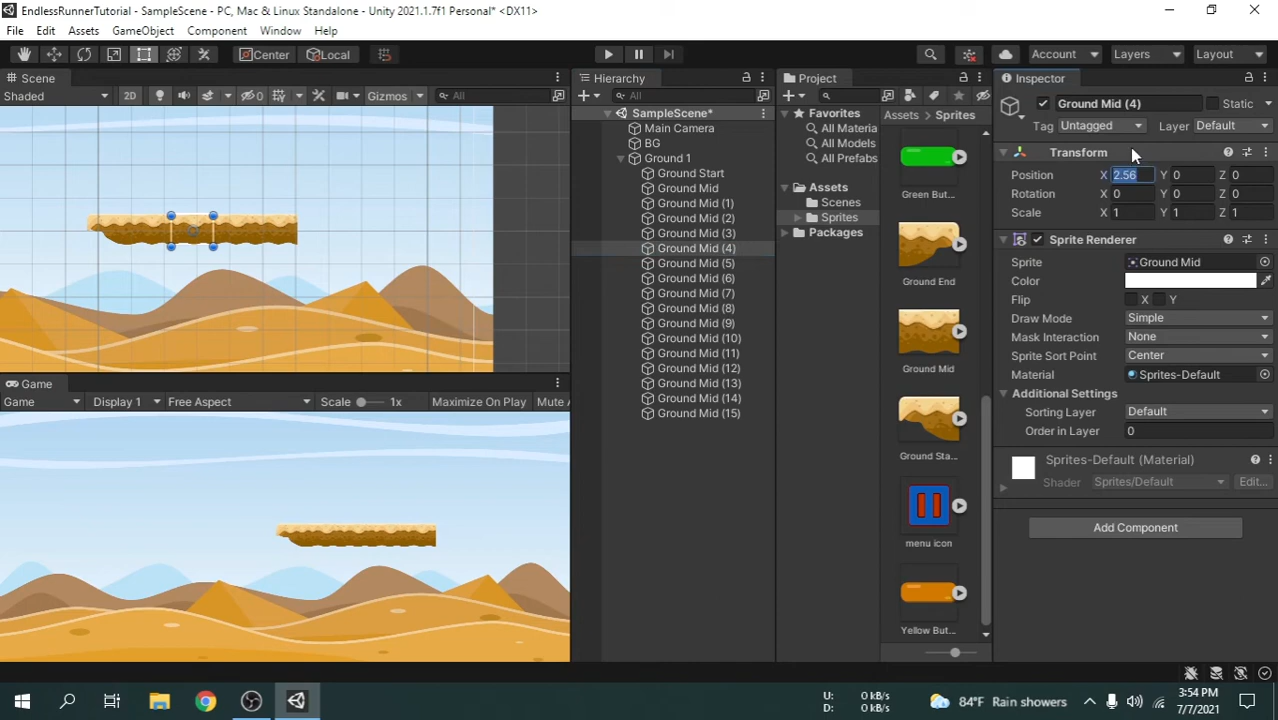 EndlessRunnerTutorial - SampleScene - PC, Mac & Linux Standalone - Unity 2021.1.7f1 Personal* <DX11>
File Edit Assets GameObject Component Window Help
Center Local Account Layers Layout
Scene Hierarchy Project Inspector
Shaded 2D 0 Gizmos All All
SampleScene*
Main Camera
BG
Ground 1
Ground Start
Ground Mid
Ground Mid (1)
Ground Mid (2)
Ground Mid (3)
Ground Mid (4)
Ground Mid (5)
Ground Mid (6)
Ground Mid (7)
Ground Mid (8)
Ground Mid (9)
Ground Mid (10)
Ground Mid (11)
Ground Mid (12)
Ground Mid (13)
Ground Mid (14)
Ground Mid (15)
Favorites
All Materia
All Models
All Prefabs
Assets
Scenes
Sprites
Packages
Assets > Sprites
Green But...
Ground End
Ground Mid
Ground Sta...
menu icon
Yellow But...
Ground Mid (4) Static
Tag Untagged Layer Default
Transform
Position X 2.56 Y 0 Z 0
Rotation X 0 Y 0 Z 0
Scale X 1 Y 1 Z 1
Sprite Renderer
Sprite Ground Mid
Color
Flip X Y
Draw Mode Simple
Mask Interaction None
Sprite Sort Point Center
Material Sprites-Default
Additional Settings
Sorting Layer Default
Order in Layer 0
Sprites-Default (Material)
Shader Sprites/Default Edit...
Add Component
Game
Game Display 1 Free Aspect Scale 1x Maximize On Play Mute A
U: 0 kB/s
D: 0 kB/s
84°F Rain showers
3:54 PM
7/7/2021